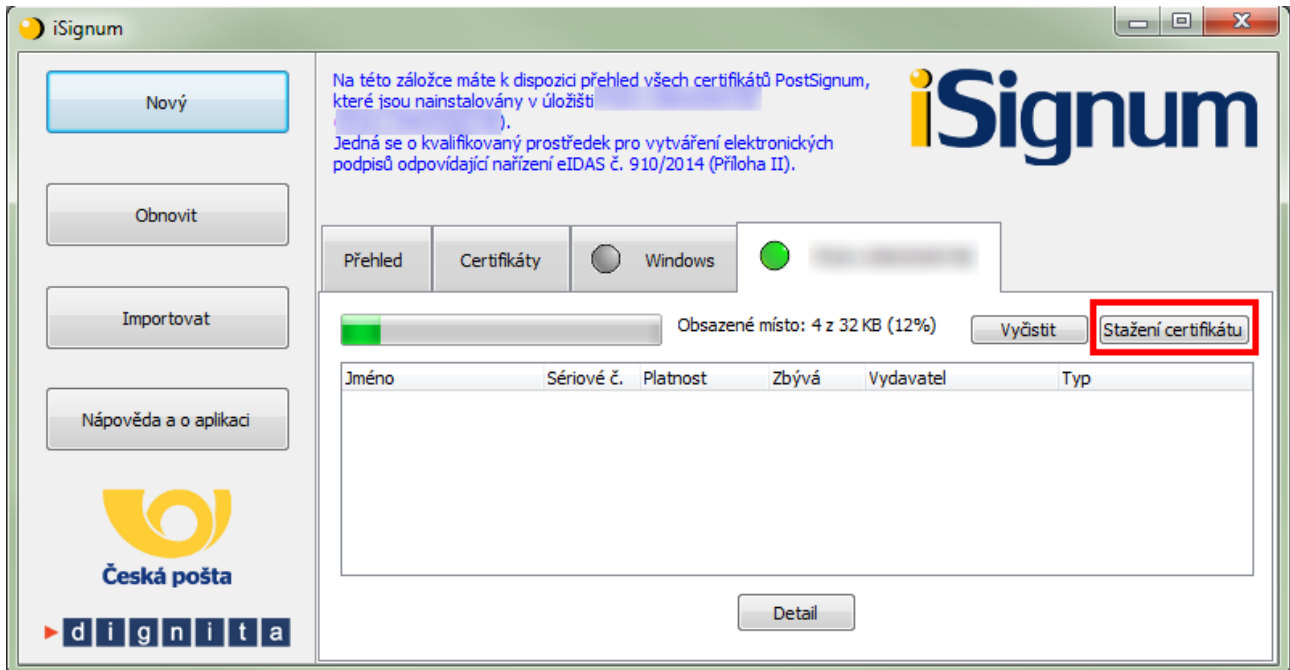 iSignum
Nový
Obnovit
Importovat
Nápověda a o aplikaci
Česká pošta
dignita
Na této záložce máte k dispozici přehled všech certifikátů PostSignum,
které jsou nainstalovány v úložišti
).
Jedná se o kvalifikovaný prostředek pro vytváření elektronických
podpisů odpovídající nařízení eIDAS č. 910/2014 (Příloha II).
iSignum
Přehled Certifikáty Windows
Obsazené místo: 4 z 32 KB (12%) Vyčistit Stažení certifikátu
Jméno Sériové č. Platnost Zbývá Vydavatel Typ
Detail